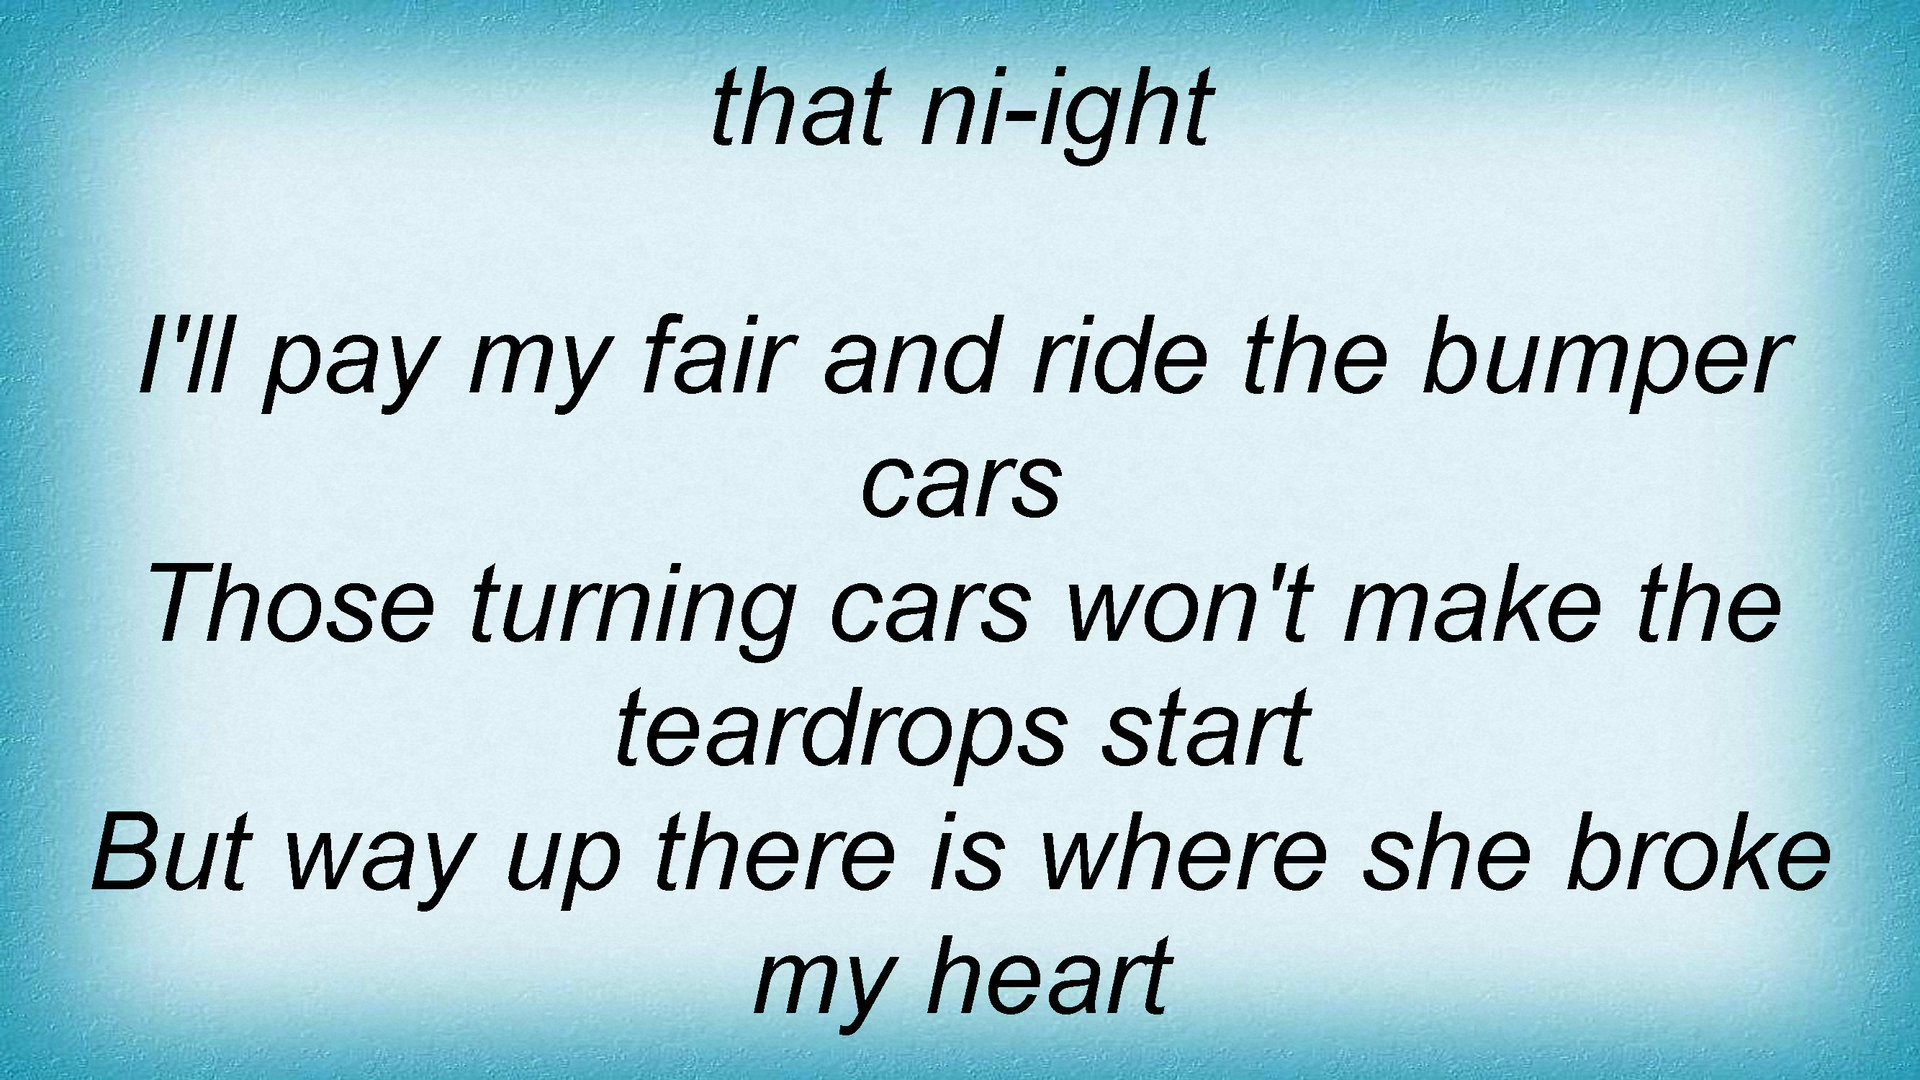 that ni-ight
I'll pay my fair and ride the bumper
cars
Those turning cars won't make the
teardrops start
But way up there is where she broke
my heart